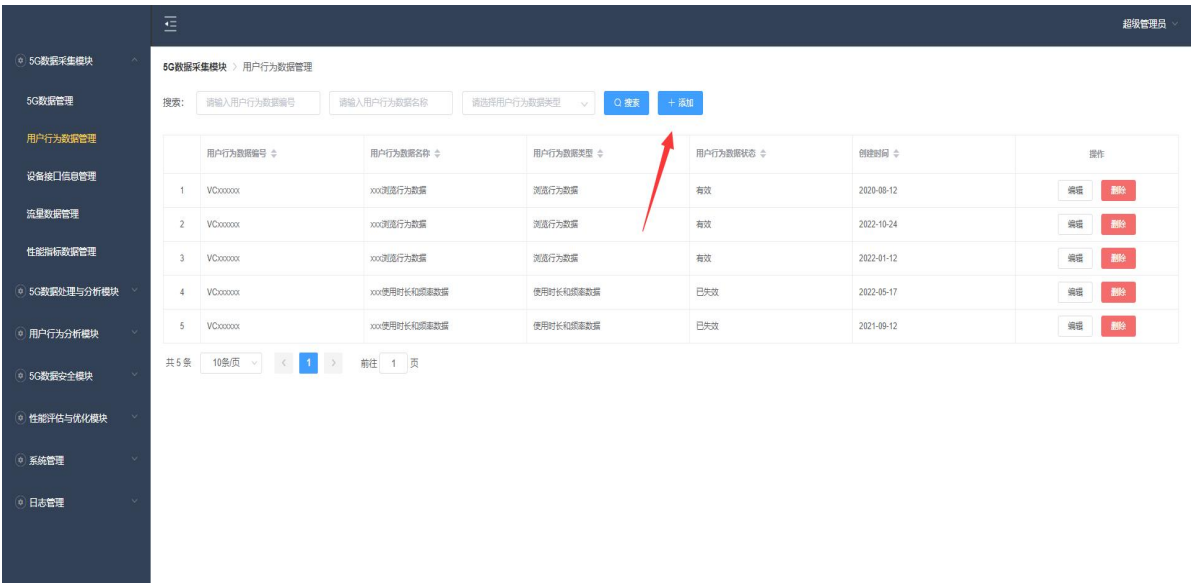 超级管理员
5G数据采集模块
5G数据管理
用户行为数据管理
设备接口信息管理
流量数据管理
性能指标数据管理
5G数据处理与分析模块
用户行为分析模块
5G数据安全模块
性能评估与优化模块
系统管理
日志管理
5G数据采集模块 > 用户行为数据管理
搜索: 请输入用户行为数据编号 请输入用户行为数据名称 请选择用户行为数据类型 搜索 + 添加
用户行为数据编号 用户行为数据名称 用户行为数据类型 用户行为数据状态 创建时间 操作
1 VCxxxxxx xxx浏览行为数据 浏览行为数据 有效 2020-08-12 编辑 删除
2 VCxxxxxx xxx浏览行为数据 浏览行为数据 有效 2022-10-24 编辑 删除
3 VCxxxxxx xxx浏览行为数据 浏览行为数据 有效 2022-01-12 编辑 删除
4 VCxxxxxx xxx使用时长和频率数据 使用时长和频率数据 已失效 2022-05-17 编辑 删除
5 VCxxxxxx xxx使用时长和频率数据 使用时长和频率数据 已失效 2021-09-12 编辑 删除
共 5 条 10条/页 < 1 > 前往 1 页